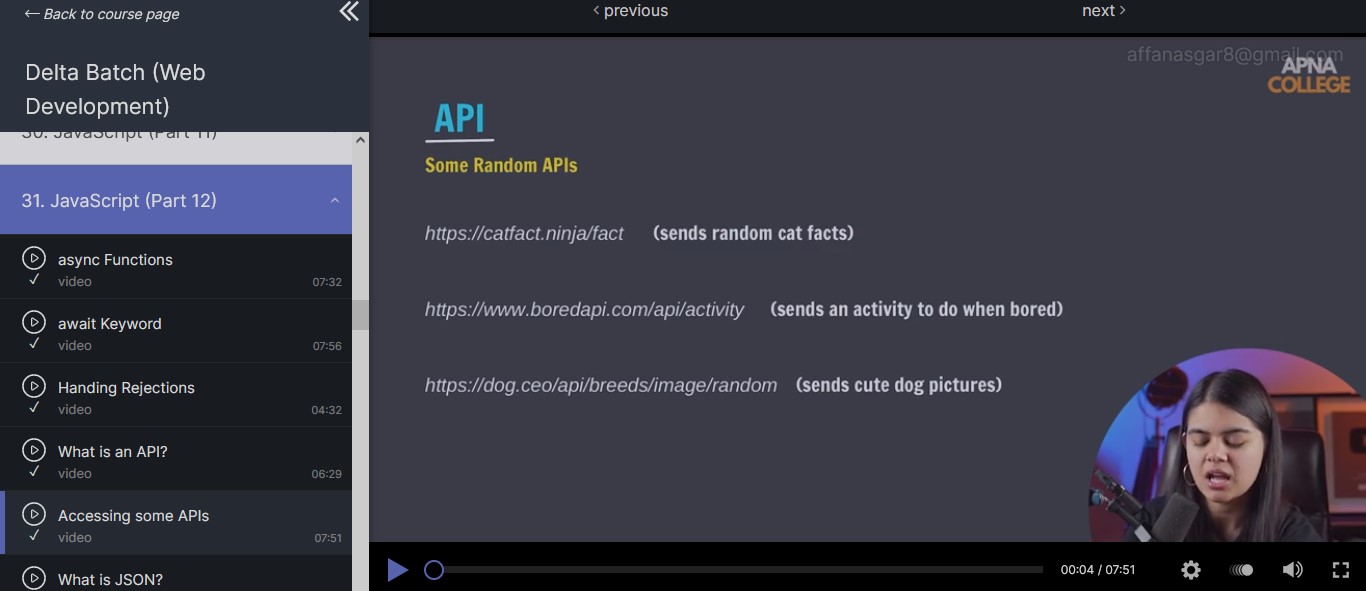 ← Back to course page
Delta Batch (Web
Development)
30. JavaScript (Part 11)
31. JavaScript (Part 12)
async Functions
video
07:32
await Keyword
video
07:56
Handing Rejections
video
04:32
What is an API?
video
06:29
Accessing some APIs
video
07:51
What is JSON?
< previous
next >
affanasgar8@gmail.com
APNA
COLLEGE
API
Some Random APIs
https://catfact.ninja/fact (sends random cat facts)
https://www.boredapi.com/api/activity (sends an activity to do when bored)
https://dog.ceo/api/breeds/image/random (sends cute dog pictures)
00:04 / 07:51